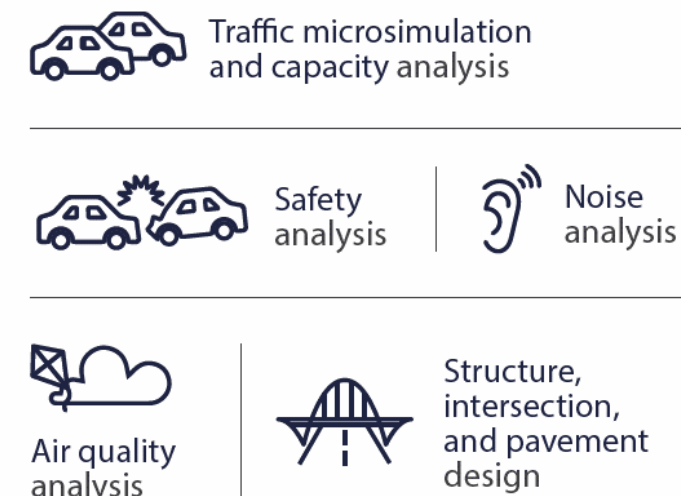 Traffic microsimulation
and capacity analysis
Safety
analysis
Noise
analysis
Air quality
analysis
Structure,
intersection,
and pavement
design